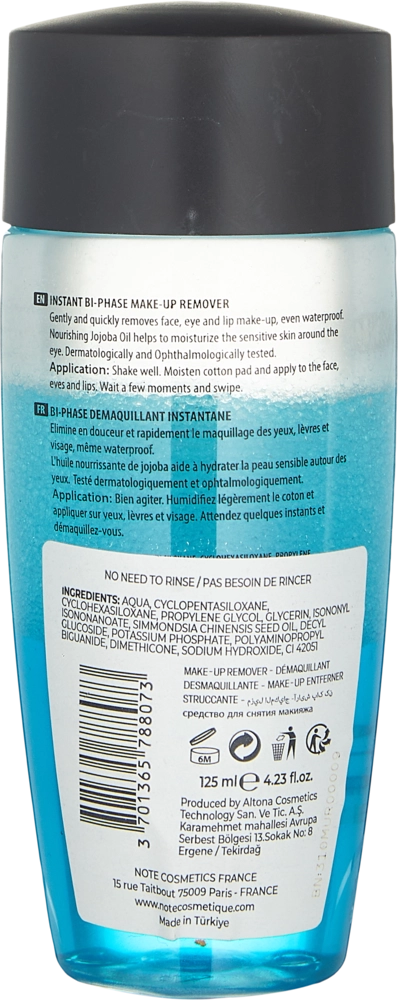 EN INSTANT BI-PHASE MAKE-UP REMOVER
Gently and quickly removes face, eye and lip make-up, even waterproof.
Nourishing Jojoba Oil helps to moisturize the sensitive skin around the
eye. Dermatologically and Ophthalmologically tested.
Application: Shake well. Moisten cotton pad and apply to the face,
eyes and lips. Wait a few moments and swipe.
FR BI-PHASE DEMAQUILLANT INSTANTANE
Elimine en douceur et rapidement le maquillage des yeux, lèvres et
visage, même waterproof.
L'huile nourrissante de jojoba aide à hydrater la peau sensible autour des
yeux. Testé dermatologiquement et ophtalmologiquement.
Application: Bien agiter. Humidifiez légèrement le coton et
appliquer sur yeux, lèvres et visage. Attendez quelques instants et
démaquillez-vous.
CYCLOHEXASILOXANE, PROPYLENE
NO NEED TO RINSE / PAS BESOIN DE RINCER
INGREDIENTS: AQUA, CYCLOPENTASILOXANE,
CYCLOHEXASILOXANE, PROPYLENE GLYCOL, GLYCERIN, ISONONYL
ISONONANOATE, SIMMONDSIA CHINENSIS SEED OIL, DECYL
GLUCOSIDE, POTASSIUM PHOSPHATE, POLYAMINOPROPYL
BIGUANIDE, DIMETHICONE, SODIUM HYDROXIDE, CI 42051
MAKE-UP REMOVER - DÉMAQUILLANT
DESMAQUILLANTE - MAKE-UP ENTFERNER
STRUCCANTE -
средство для снятия макияжа
6M
125 ml e 4.23 fl.oz.
Produced by Altona Cosmetics
Technology San. Ve Tic. A.Ş.
Karamehmet mahallesi Avrupa
Serbest Bölgesi 13.Sokak No: 8
Ergene / Tekirdağ
3 701365 788073
NOTE COSMETICS FRANCE
15 rue Taitbout 75009 Paris - FRANCE
www.notecosmetique.com
Made in Türkiye